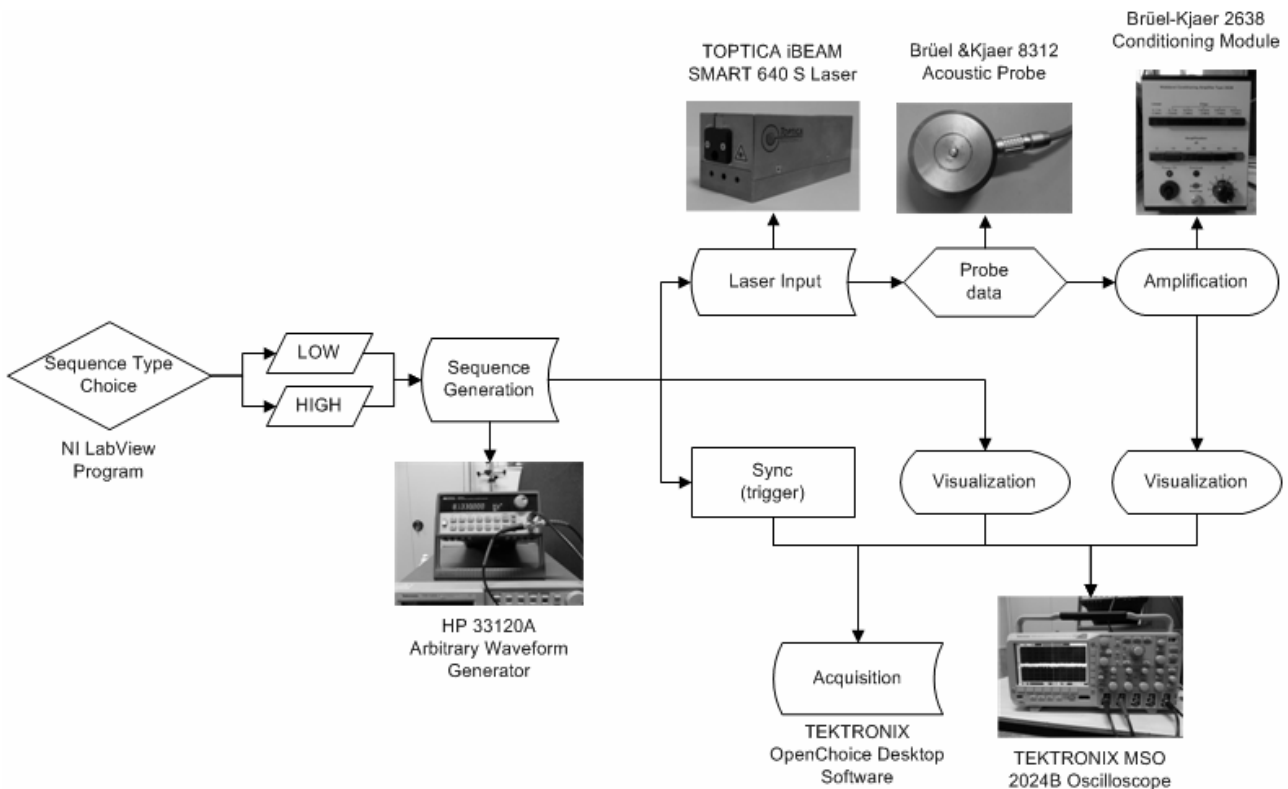 TOPTICA iBEAM
SMART 640 S Laser
Brüel &Kjaer 8312
Acoustic Probe
Brüel-Kjaer 2638
Conditioning Module
TOPTICA
Laser Input
Probe
data
Amplification
Sequence Type
Choice
NI LabView
Program
LOW
HIGH
Sequence
Generation
HP 33120A
Arbitrary Waveform
Generator
Sync
(trigger)
Visualization
Visualization
Acquisition
TEKTRONIX
OpenChoice Desktop
Software
TEKTRONIX MSO
2024B Oscilloscope